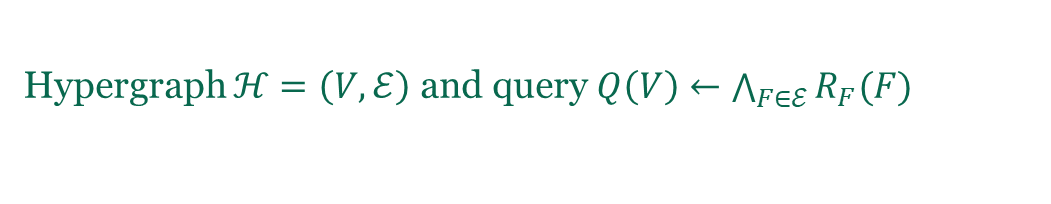 Hypergraph ℋ = (V, ℰ) and query Q(V) ← ⋀_{F∈ℰ} R_F(F)